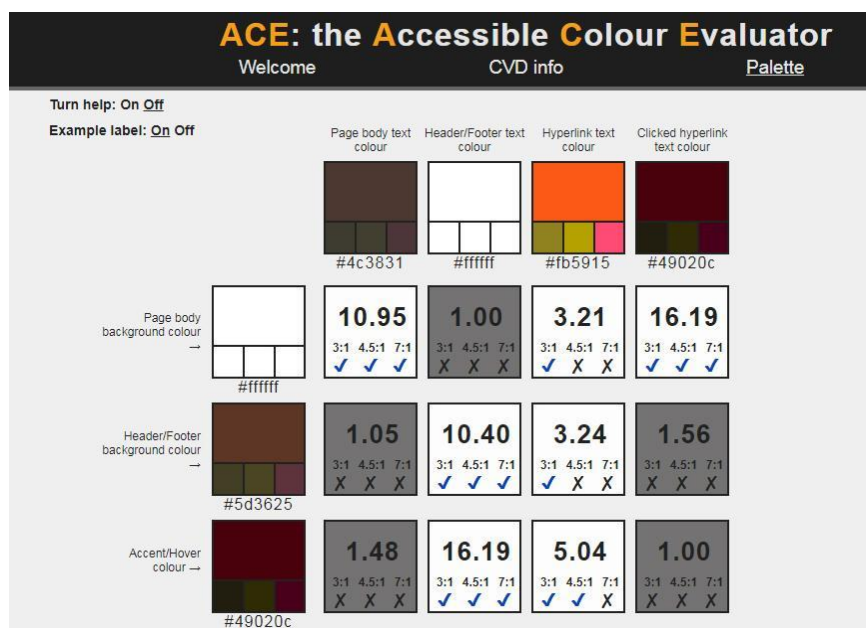 ACE: the Accessible Colour Evaluator
Welcome CVD info Palette
Turn help: On Off
Example label: On Off
Page body text colour
Header/Footer text colour
Hyperlink text colour
Clicked hyperlink text colour
#4c3831 #ffffff #fb5915 #49020c
Page body
background colour
→
#ffffff
10.95 1.00 3.21 16.19
3:1 4.5:1 7:1 3:1 4.5:1 7:1 3:1 4.5:1 7:1 3:1 4.5:1 7:1
✓ ✓ ✓ ✗ ✗ ✗ ✓ ✗ ✗ ✓ ✓ ✓
Header/Footer
background colour
→
#5d3625
1.05 10.40 3.24 1.56
3:1 4.5:1 7:1 3:1 4.5:1 7:1 3:1 4.5:1 7:1 3:1 4.5:1 7:1
✗ ✗ ✗ ✓ ✓ ✓ ✓ ✗ ✗ ✗ ✗ ✗
Accent/Hover
colour →
#49020c
1.48 16.19 5.04 1.00
3:1 4.5:1 7:1 3:1 4.5:1 7:1 3:1 4.5:1 7:1 3:1 4.5:1 7:1
✗ ✗ ✗ ✓ ✓ ✓ ✓ ✓ ✗ ✗ ✗ ✗